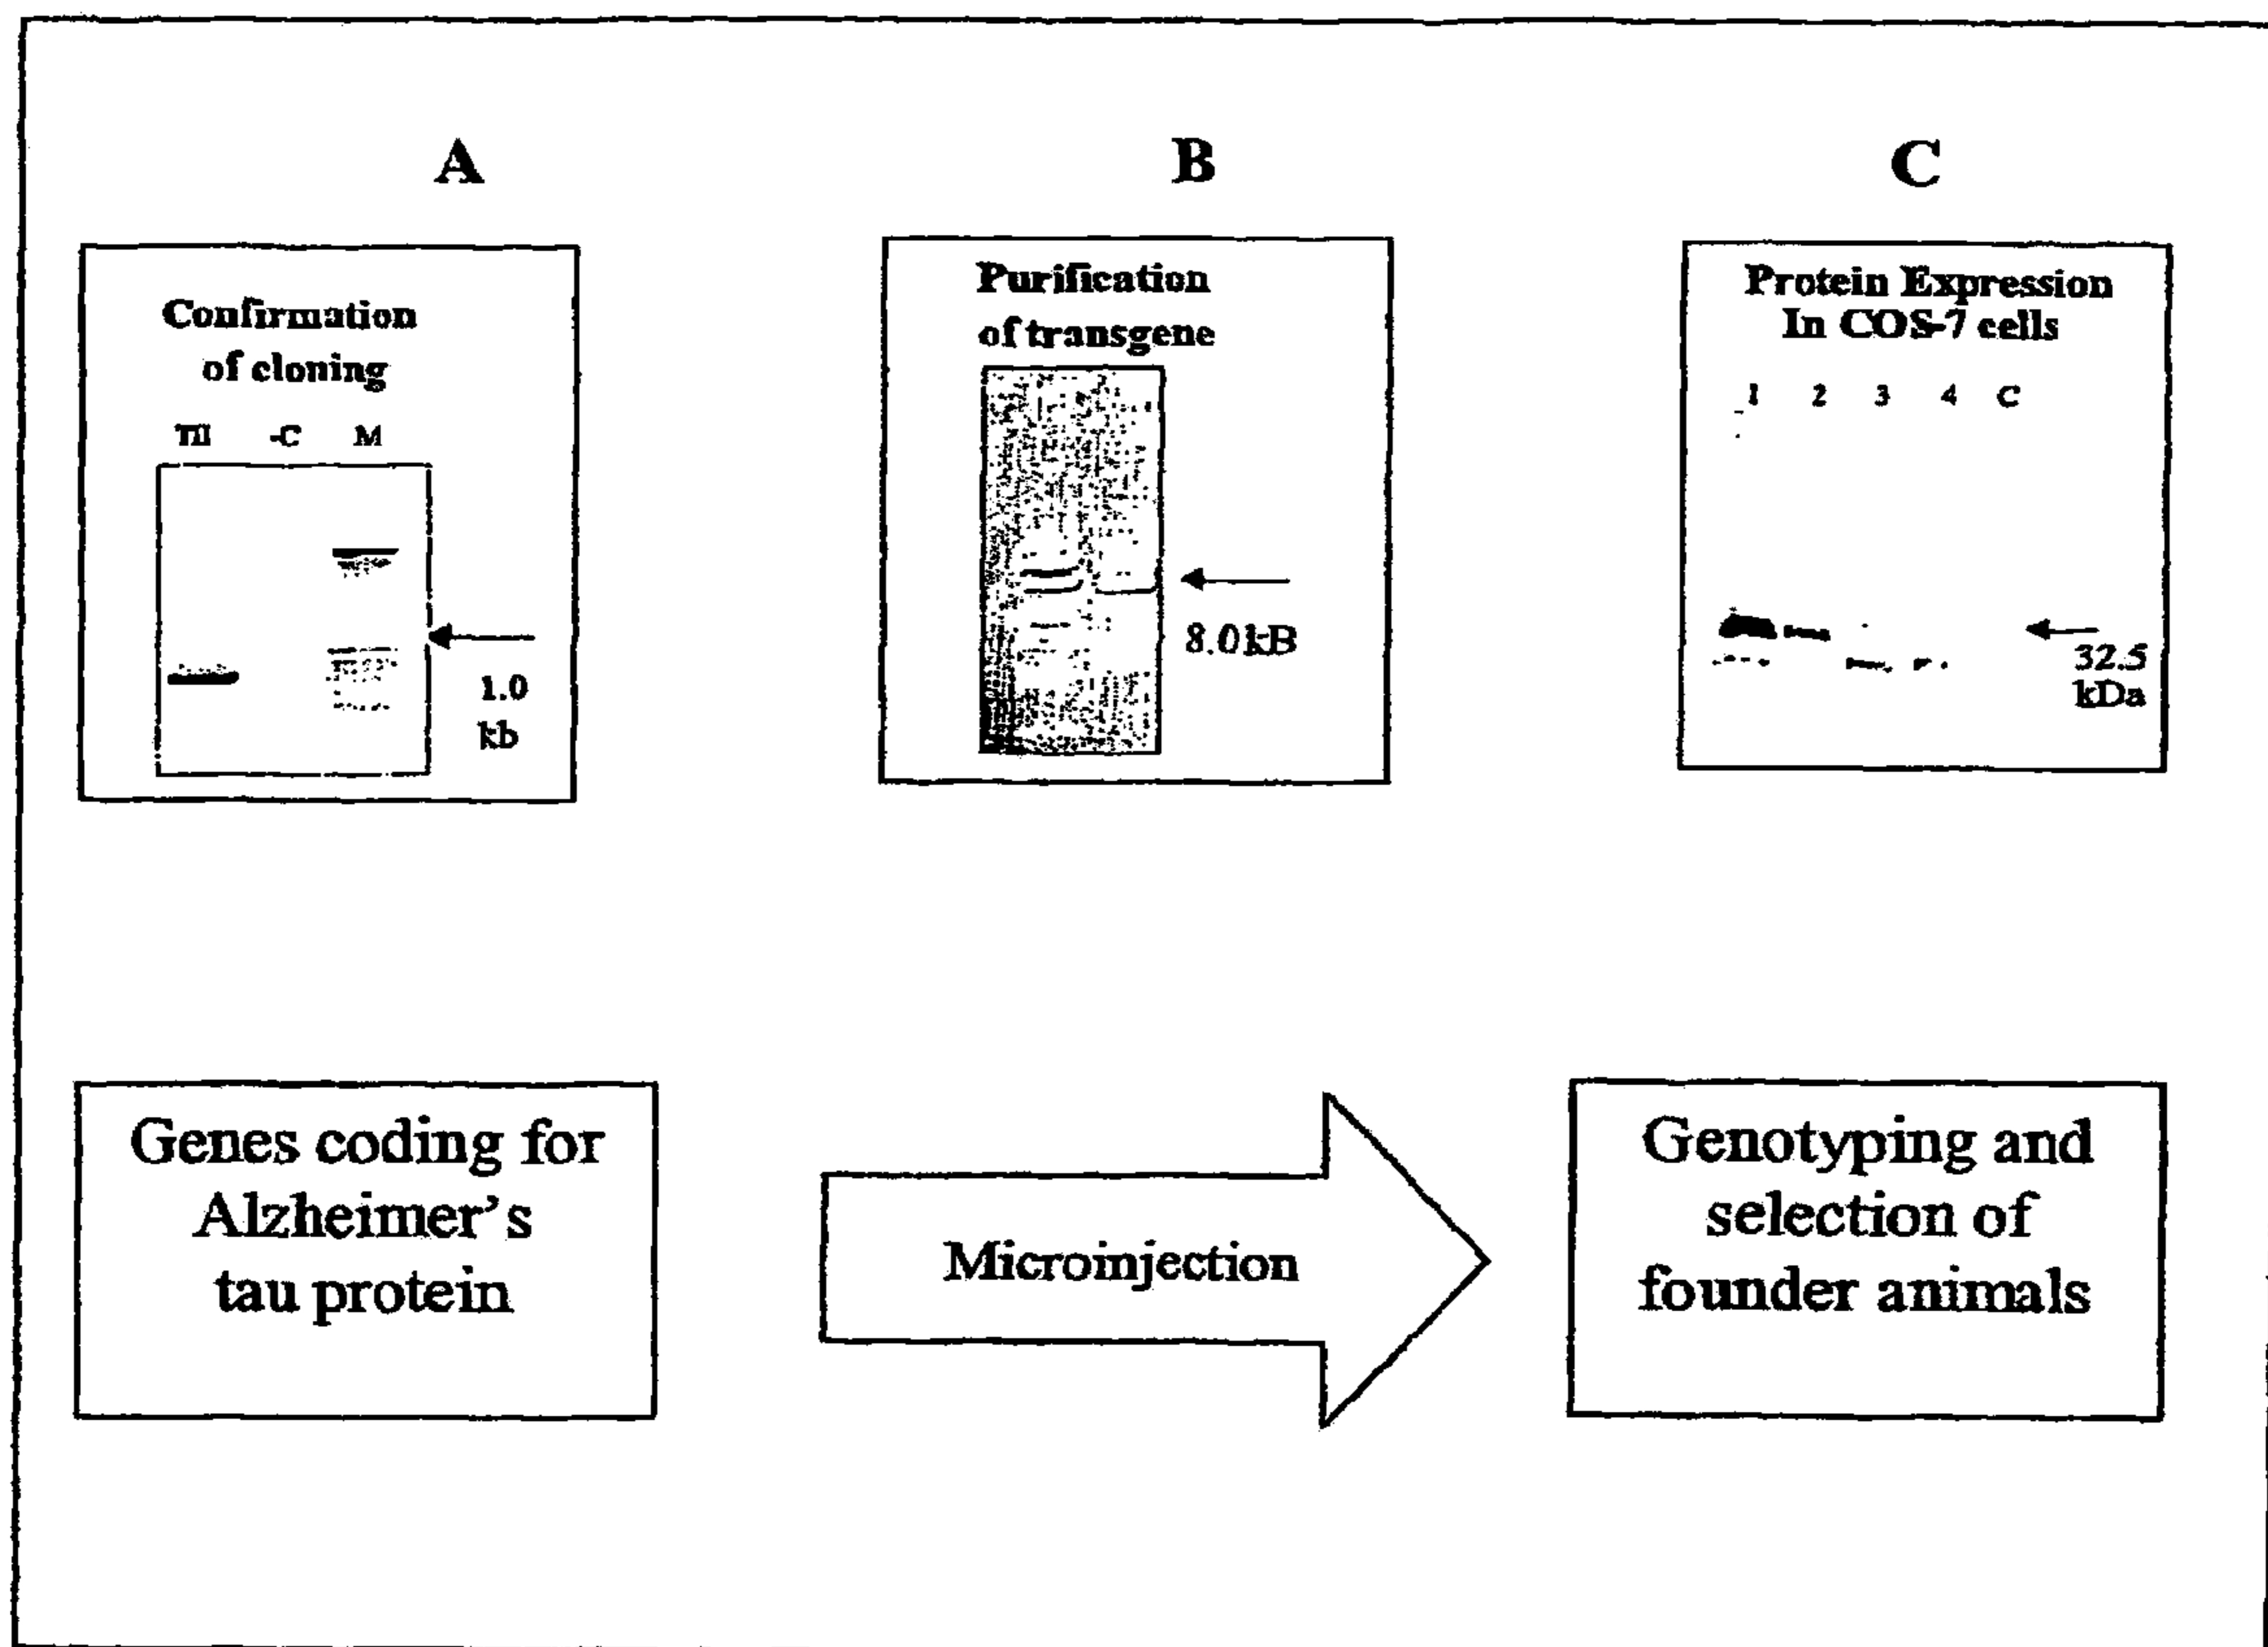 A
B
C
Confirmation
of cloning
-C M
1.0
kb
Purification
of transgene
8.0kB
Protein Expression
In COS-7 cells
1 2 3 4 C
32.5
kDa
Genes coding for
Alzheimer's
tau protein
Microinjection
Genotyping and
selection of
founder animals